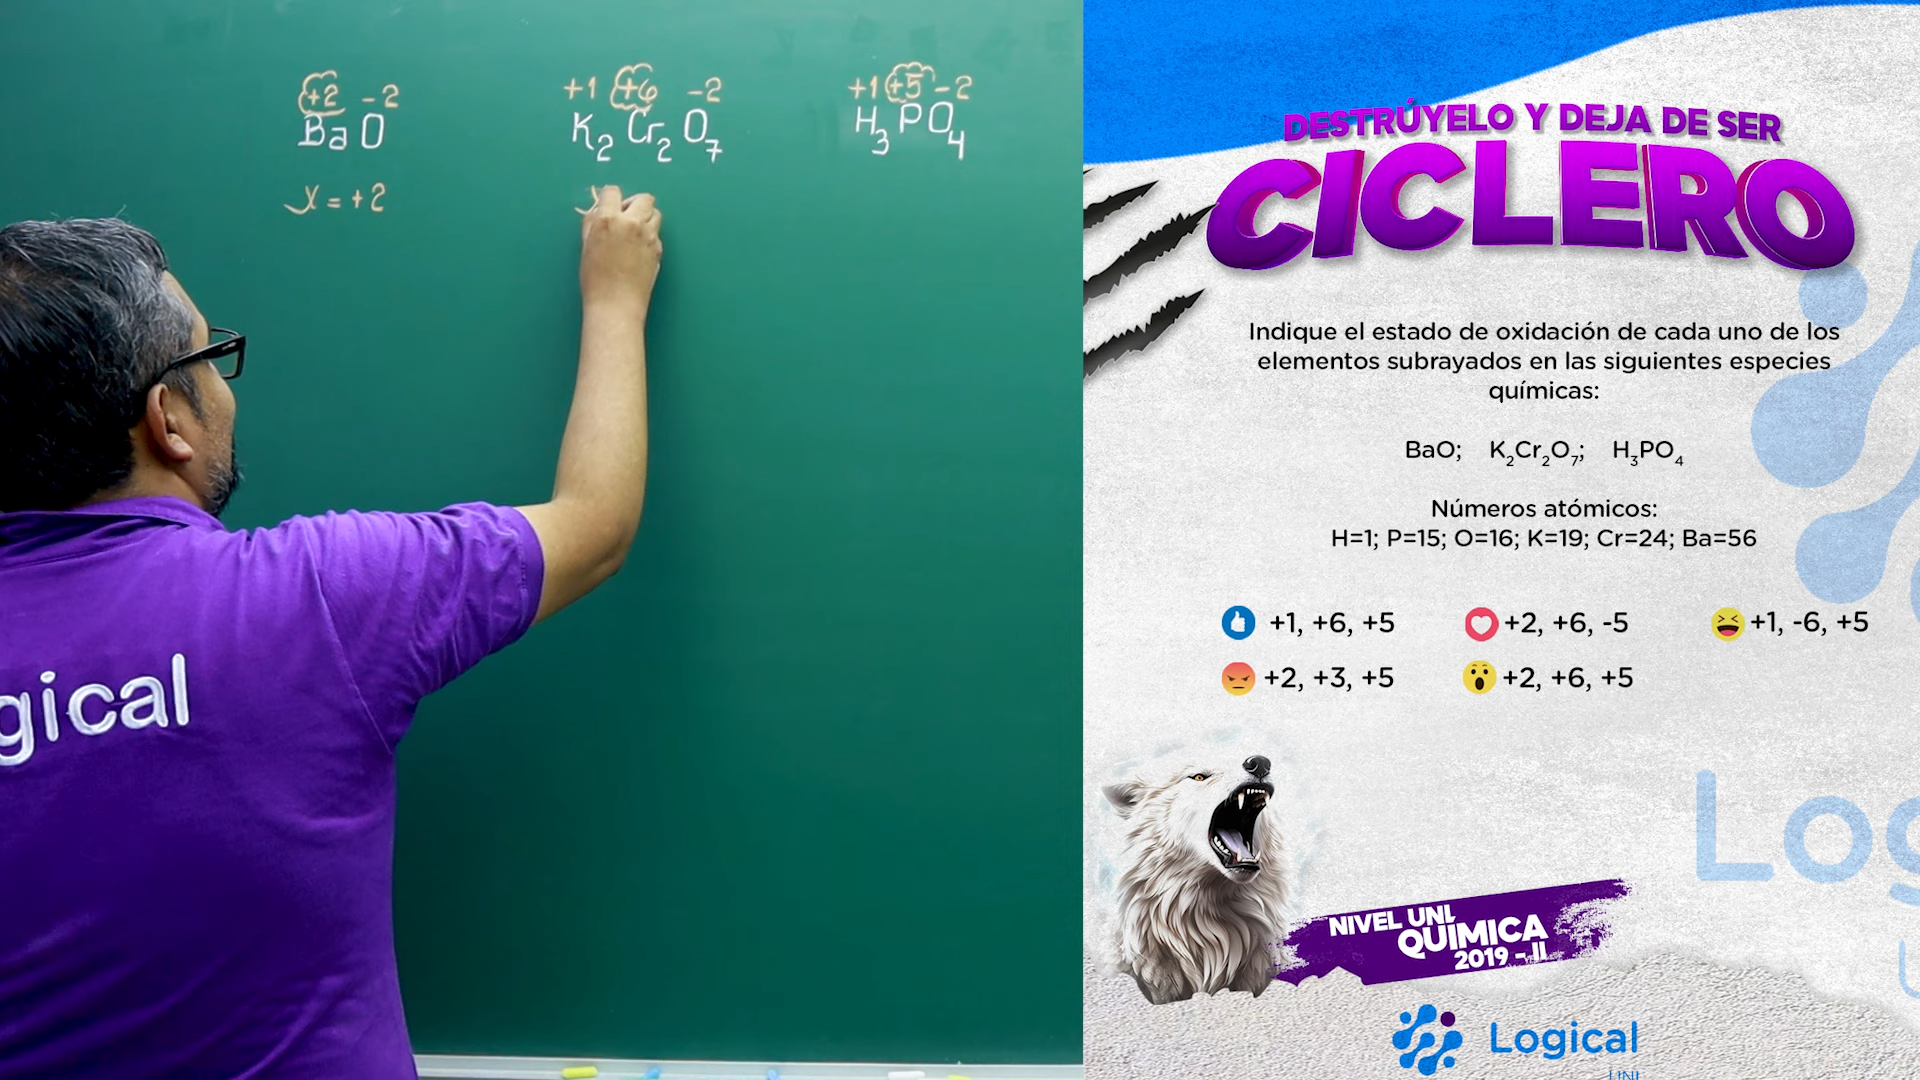 +2 -2
BaO
x = +2
+1 +6 -2
K2Cr2O7
x
+1 +5 -2
H3PO4
gical
DESTRÚYELO Y DEJA DE SER
CICLERO
Indique el estado de oxidación de cada uno de los
elementos subrayados en las siguientes especies
químicas:
BaO; K2Cr2O7; H3PO4
Números atómicos:
H=1; P=15; O=16; K=19; Cr=24; Ba=56
+1, +6, +5 +2, +6, -5 +1, -6, +5
+2, +3, +5 +2, +6, +5
Log
NIVEL UNI
QUIMICA
2019 - II
Logical
UNI